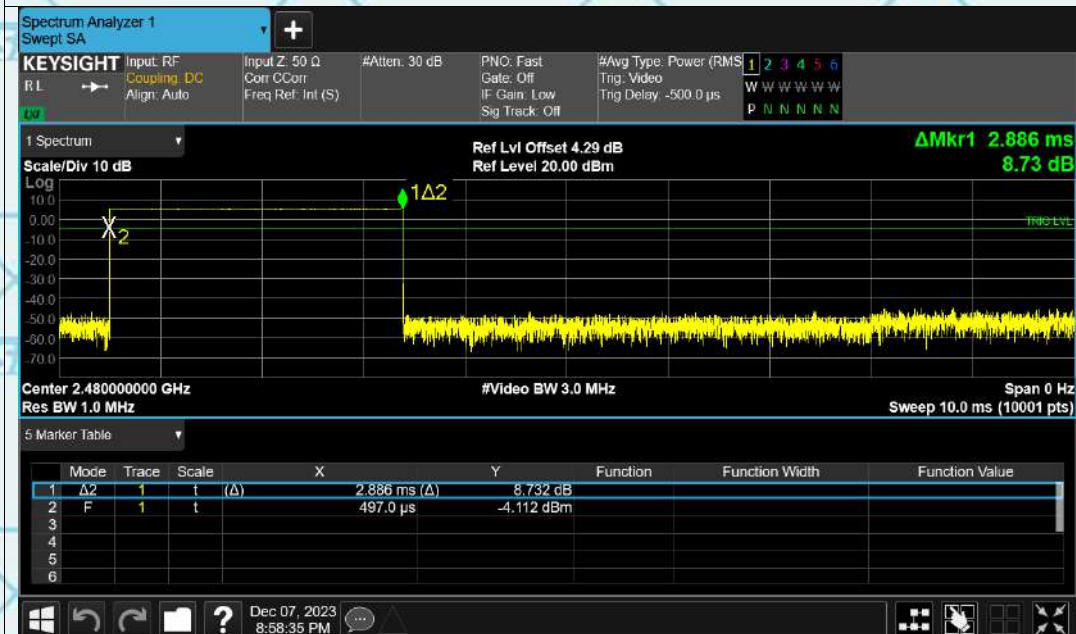 Spectrum Analyzer 1
Swept SA
+
KEYSIGHT Input: RF Input Z: 50 Ω #Atten: 30 dB PNO: Fast #Avg Type: Power (RMS 1 2 3 4 5 6
RL Coupling: DC Corr CCorr Gate: Off Trig: Video W W W W W W
Align: Auto Freq Ref: Int (S) IF Gain: Low Trig Delay: -500.0 µs P N N N N N
LXI Sig Track: Off
1 Spectrum Ref Lvl Offset 4.29 dB ΔMkr1 2.886 ms
Scale/Div 10 dB Ref Level 20.00 dBm 8.73 dB
Log
10.0 1Δ2
0.00 TRIG LVL
-10.0 X2
-20.0
-30.0
-40.0
-50.0
-60.0
-70.0
Center 2.480000000 GHz #Video BW 3.0 MHz Span 0 Hz
Res BW 1.0 MHz Sweep 10.0 ms (10001 pts)
5 Marker Table
Mode Trace Scale X Y Function Function Width Function Value
1 Δ2 1 t (Δ) 2.886 ms (Δ) 8.732 dB
2 F 1 t 497.0 µs -4.112 dBm
3
4
5
6
? Dec 07, 2023
8:58:35 PM